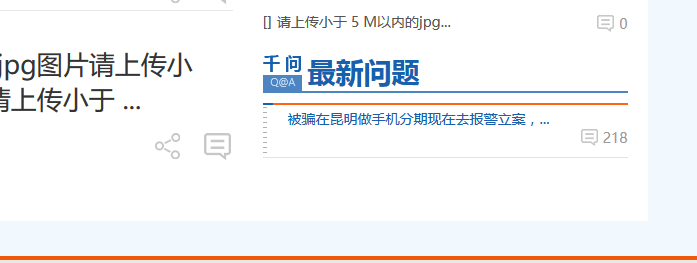 jpg图片请上传小
请上传小于 ...
[] 请上传小于 5 M以内的jpg...
0
千问
Q@A
最新问题
被骗在昆明做手机分期现在去报警立案，...
218